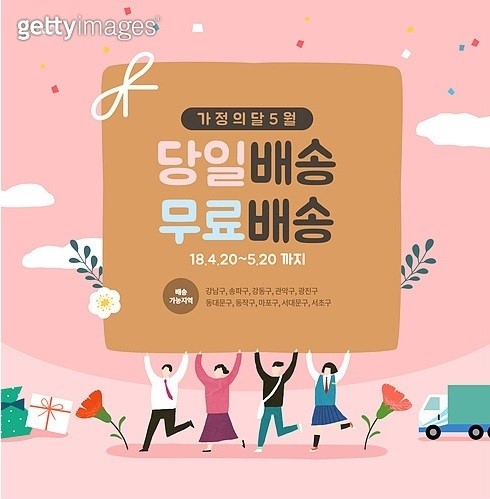 gettyimages®
가정의달 5월
당일배송
무료배송
18.4.20~5.20 까지
배송
가능지역
강남구, 송파구, 강동구, 관악구, 광진구
동대문구, 동작구, 마포구, 서대문구, 서초구